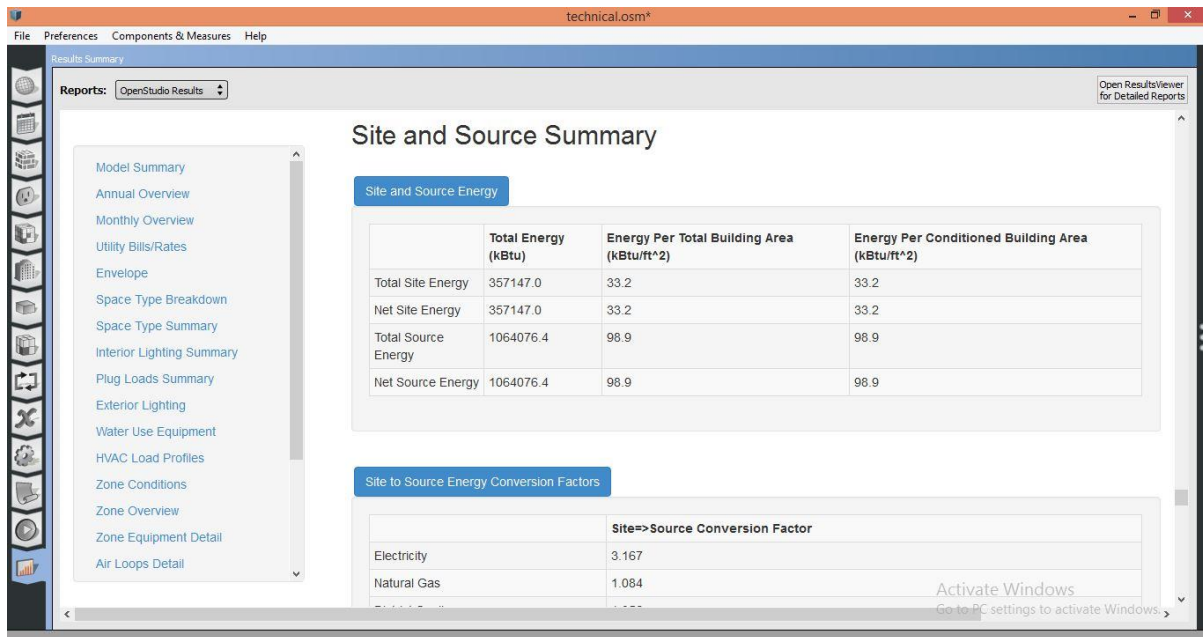 technical.osm*
File Preferences Components & Measures Help
Results Summary
Reports: OpenStudio Results
Open ResultsViewer
for Detailed Reports
Model Summary
Annual Overview
Monthly Overview
Utility Bills/Rates
Envelope
Space Type Breakdown
Space Type Summary
Interior Lighting Summary
Plug Loads Summary
Exterior Lighting
Water Use Equipment
HVAC Load Profiles
Zone Conditions
Zone Overview
Zone Equipment Detail
Air Loops Detail
Site and Source Summary
Site and Source Energy
Total Energy (kBtu) Energy Per Total Building Area (kBtu/ft^2) Energy Per Conditioned Building Area (kBtu/ft^2)
Total Site Energy 357147.0 33.2 33.2
Net Site Energy 357147.0 33.2 33.2
Total Source Energy 1064076.4 98.9 98.9
Net Source Energy 1064076.4 98.9 98.9
Site to Source Energy Conversion Factors
Site=>Source Conversion Factor
Electricity 3.167
Natural Gas 1.084
Activate Windows
Go to PC settings to activate Windows.